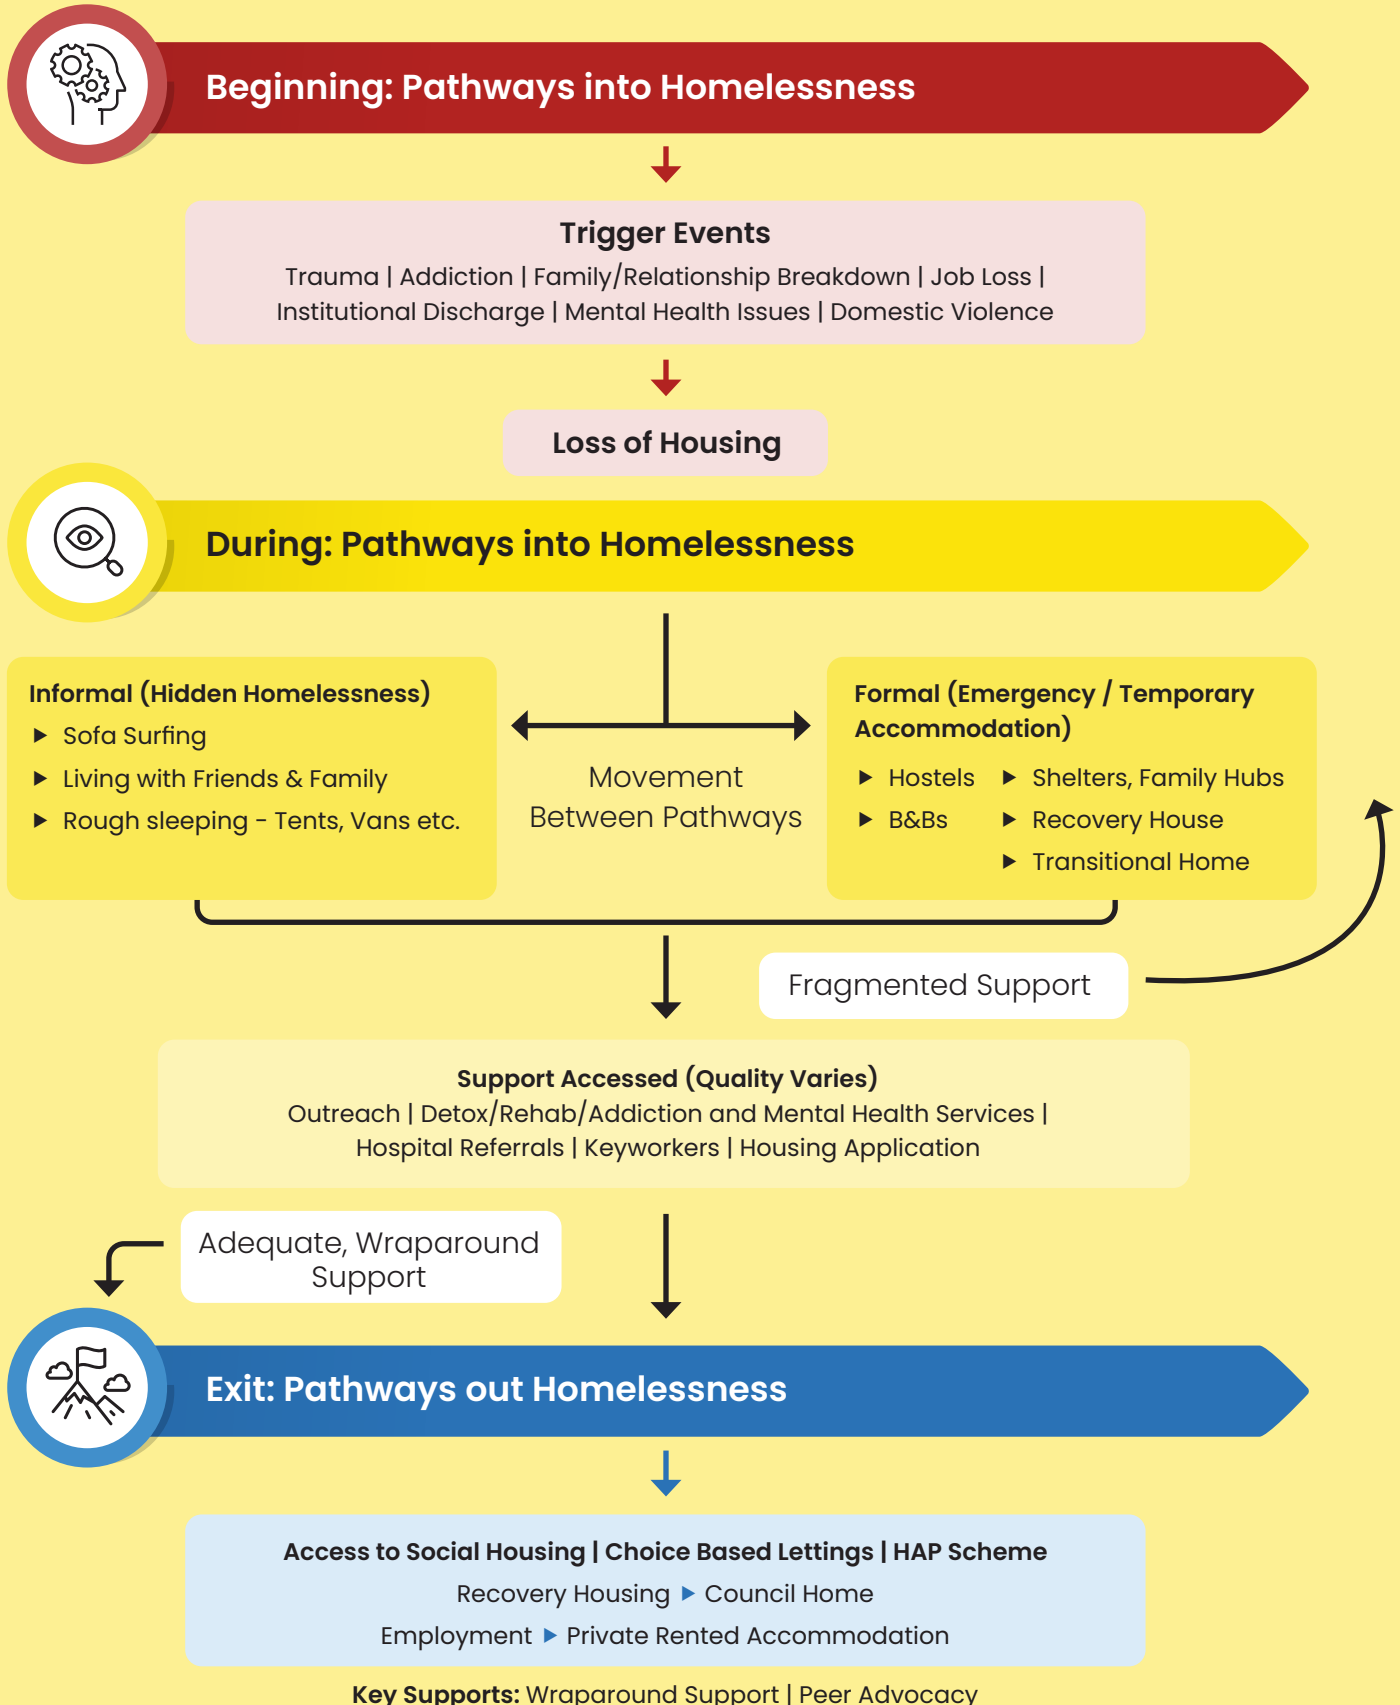 Beginning: Pathways into Homelessness
Trigger Events
Trauma | Addiction | Family/Relationship Breakdown | Job Loss |
Institutional Discharge | Mental Health Issues | Domestic Violence
Loss of Housing
During: Pathways into Homelessness
Informal (Hidden Homelessness)
Sofa Surfing
Living with Friends & Family
Rough sleeping - Tents, Vans etc.
Movement
Between Pathways
Formal (Emergency / Temporary
Accommodation)
Hostels
B&Bs
Shelters, Family Hubs
Recovery House
Transitional Home
Fragmented Support
Support Accessed (Quality Varies)
Outreach | Detox/Rehab/Addiction and Mental Health Services |
Hospital Referrals | Keyworkers | Housing Application
Adequate, Wraparound
Support
Exit: Pathways out Homelessness
Access to Social Housing | Choice Based Lettings | HAP Scheme
Recovery Housing ▶ Council Home
Employment ▶ Private Rented Accommodation
Key Supports: Wraparound Support | Peer Advocacy